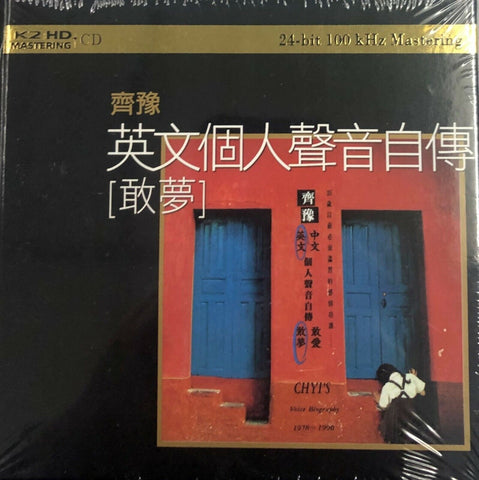 K2 HD
MASTERING CD
24-bit 100 kHz Mastering
齊豫
英文個人聲音自傳
[敢夢]
齊豫
中文 敢愛
英文 敢夢
個人聲音自傳
CHYI'S
Voice Biography
1978-1998